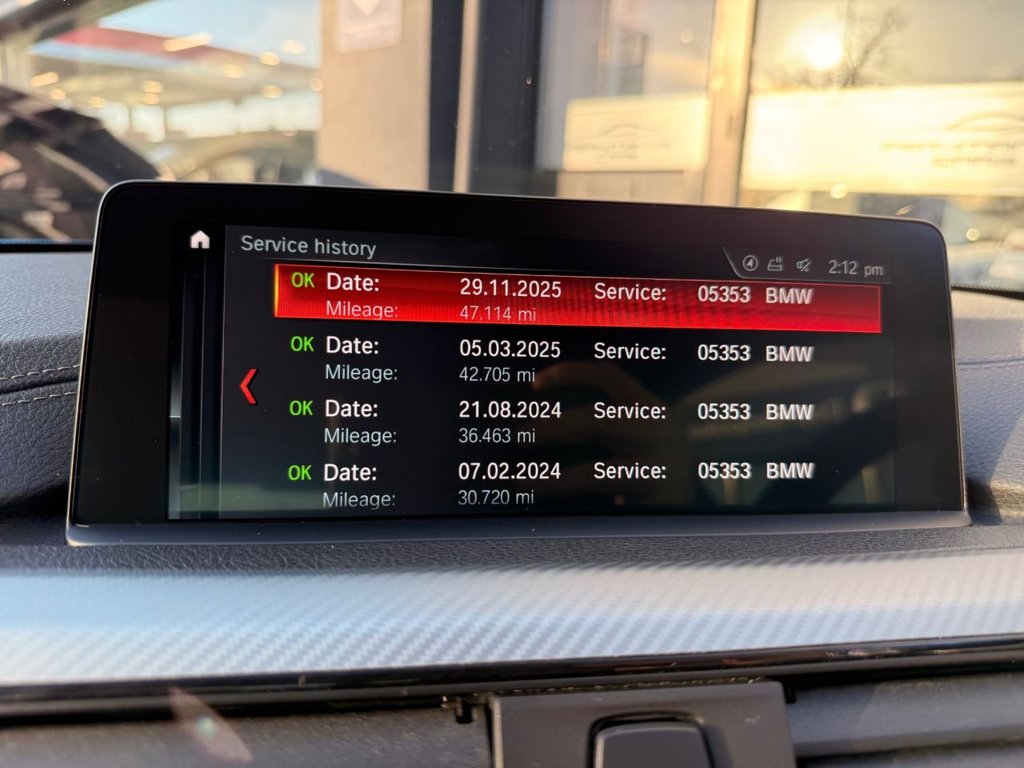 Service history
2:12 pm
OK Date: 29.11.2025 Service: 05353 BMW
Mileage: 47.114 mi
OK Date: 05.03.2025 Service: 05353 BMW
Mileage: 42.705 mi
OK Date: 21.08.2024 Service: 05353 BMW
Mileage: 36.463 mi
OK Date: 07.02.2024 Service: 05353 BMW
Mileage: 30.720 mi